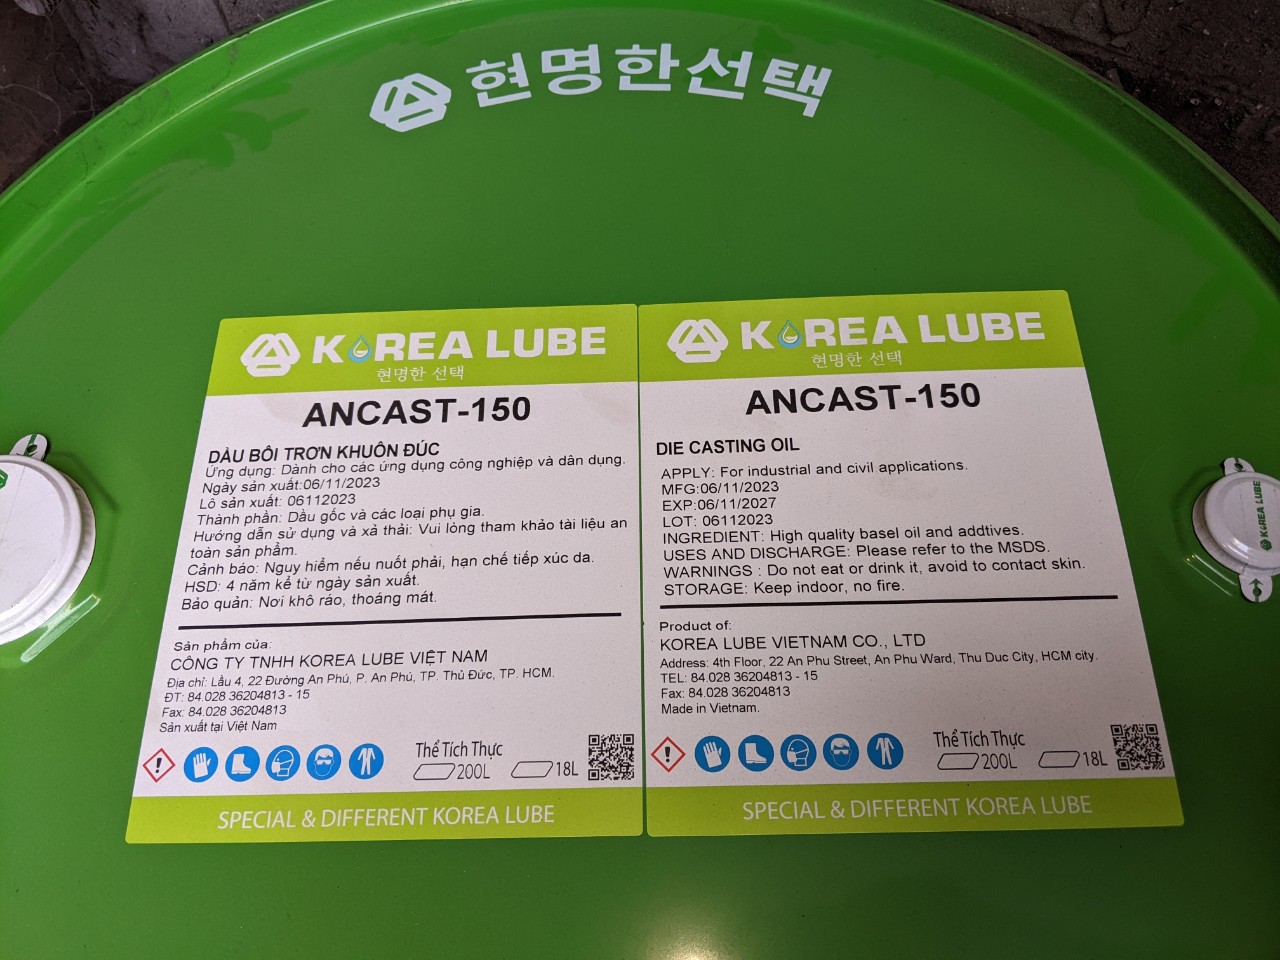 현명한선택
KOREA LUBE
현명한 선택
ANCAST-150
DẦU BÔI TRƠN KHUÔN ĐÚC
Ứng dụng: Dành cho các ứng dụng công nghiệp và dân dụng.
Ngày sản xuất:06/11/2023
Lô sản xuất: 06112023
Thành phần: Dầu gốc và các loại phụ gia.
Hướng dẫn sử dụng và xả thải: Vui lòng tham khảo tài liệu an
toàn sản phẩm.
Cảnh báo: Nguy hiểm nếu nuốt phải, hạn chế tiếp xúc da.
HSD: 4 năm kể từ ngày sản xuất.
Bảo quản: Nơi khô ráo, thoáng mát.
Sản phẩm của:
CÔNG TY TNHH KOREA LUBE VIỆT NAM
Địa chỉ: Lầu 4, 22 Đường An Phú, P. An Phú, TP. Thủ Đức, TP. HCM.
ĐT: 84.028 36204813 - 15
Fax: 84.028 36204813
Sản xuất tại Việt Nam
Thể Tích Thực
200L
18L
SPECIAL & DIFFERENT KOREA LUBE
KOREA LUBE
현명한 선택
ANCAST-150
DIE CASTING OIL
APPLY: For industrial and civil applications.
MFG:06/11/2023
EXP:06/11/2027
LOT: 06112023
INGREDIENT: High quality basel oil and addtives.
USES AND DISCHARGE: Please refer to the MSDS.
WARNINGS : Do not eat or drink it, avoid to contact skin.
STORAGE: Keep indoor, no fire.
Product of:
KOREA LUBE VIETNAM CO., LTD
Address: 4th Floor, 22 An Phu Street, An Phu Ward, Thu Duc City, HCM city.
TEL: 84.028 36204813 - 15
Fax: 84.028 36204813
Made in Vietnam.
Thể Tích Thực
200L
18L
SPECIAL & DIFFERENT KOREA LUBE
KOREA LUBE